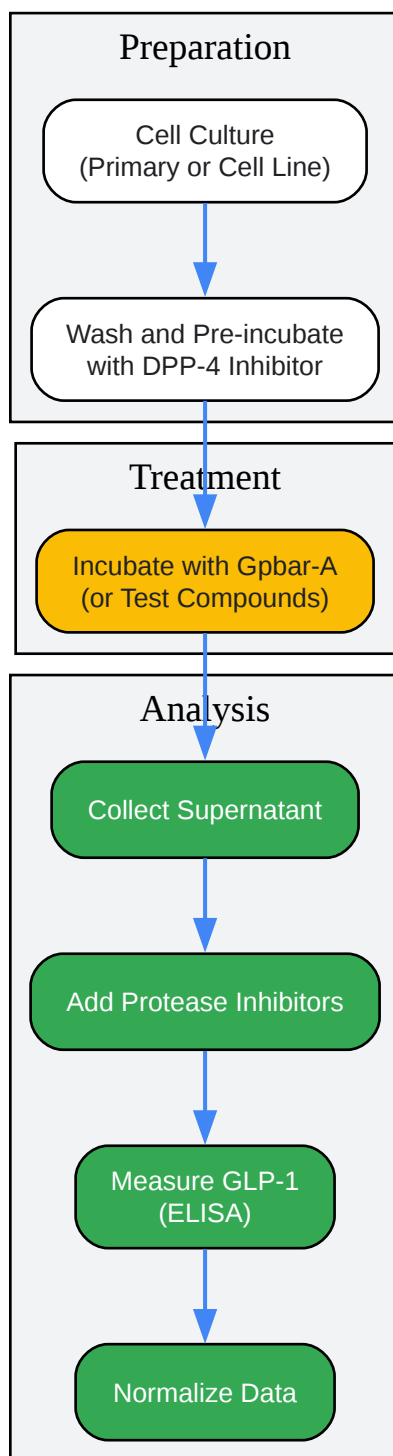 Preparation
Cell Culture
(Primary or Cell Line)
Wash and Pre-incubate
with DPP-4 Inhibitor
Treatment
Incubate with Gpbar-A
(or Test Compounds)
Analysis
Collect Supernatant
Add Protease Inhibitors
Measure GLP-1
(ELISA)
Normalize Data